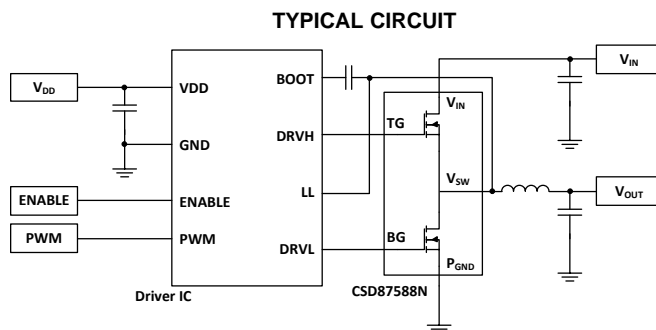 TYPICAL CIRCUIT
VDD
VDD
GND
ENABLE
ENABLE
PWM
PWM
BOOT
DRVH
LL
DRVL
Driver IC
TG
BG
VIN
VSW
PGND
CSD87588N
VIN
VOUT